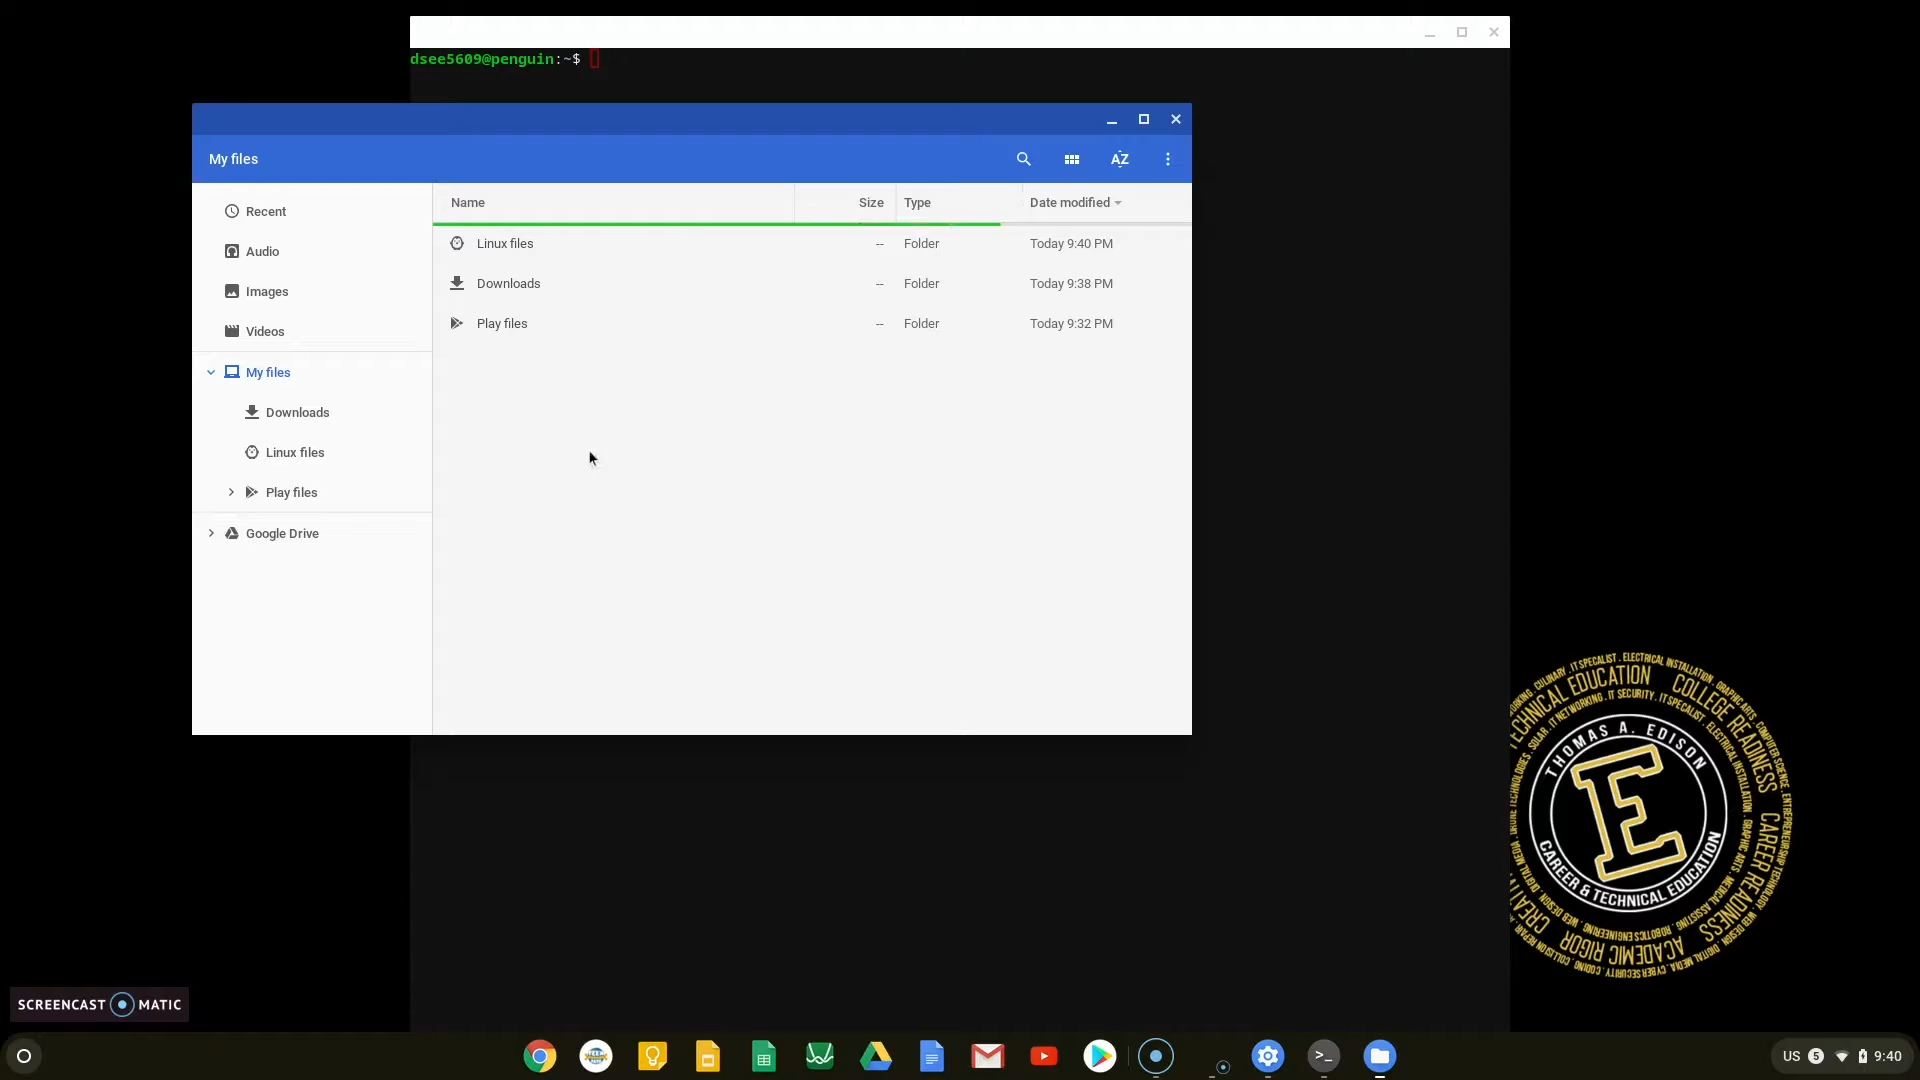 dsee5609@penguin:~$
My files
AZ
Recent
Audio
Images
Videos
My files
Downloads
Linux files
Play files
Google Drive
Name Size Type Date modified
Linux files -- Folder Today 9:40 PM
Downloads -- Folder Today 9:38 PM
Play files -- Folder Today 9:32 PM
TECHNICAL EDUCATION COLLEGE READINESS CAREER READINESS ACADEMIC RIGOR
THOMAS A. EDISON
E
CAREER & TECHNICAL EDUCATION
SCREENCAST MATIC
>_
US 5 9:40